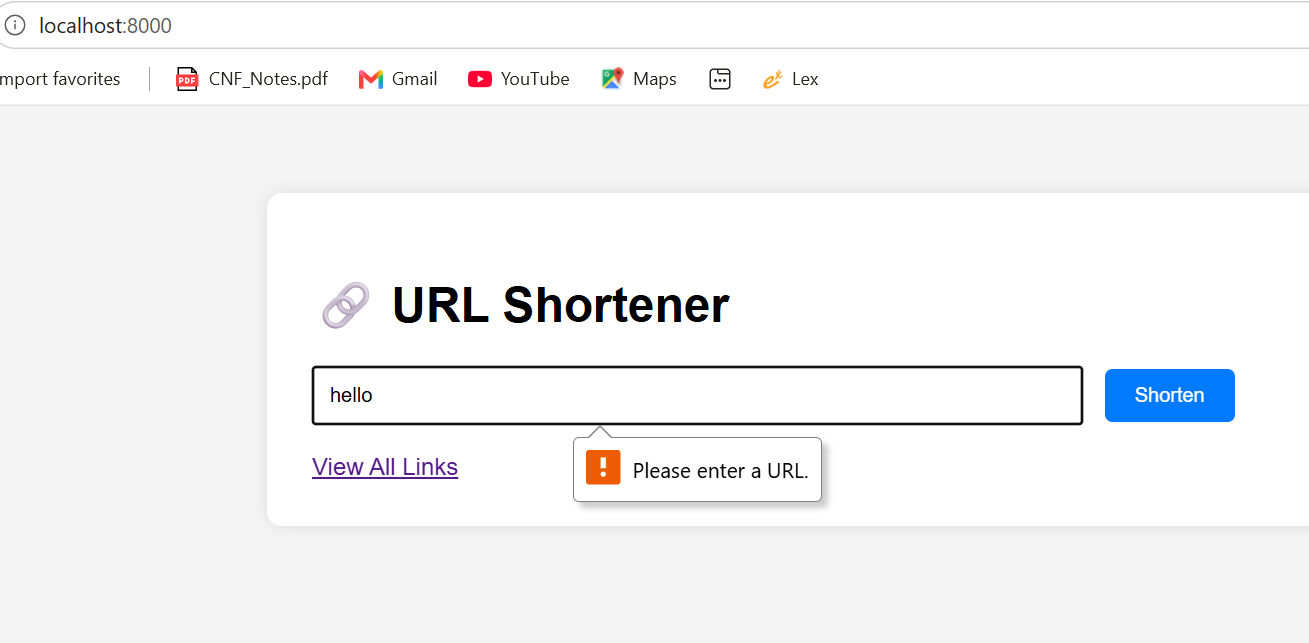 localhost:8000
mport favorites
CNF_Notes.pdf
Gmail
YouTube
Maps
Lex
URL Shortener
hello
Shorten
View All Links
Please enter a URL.